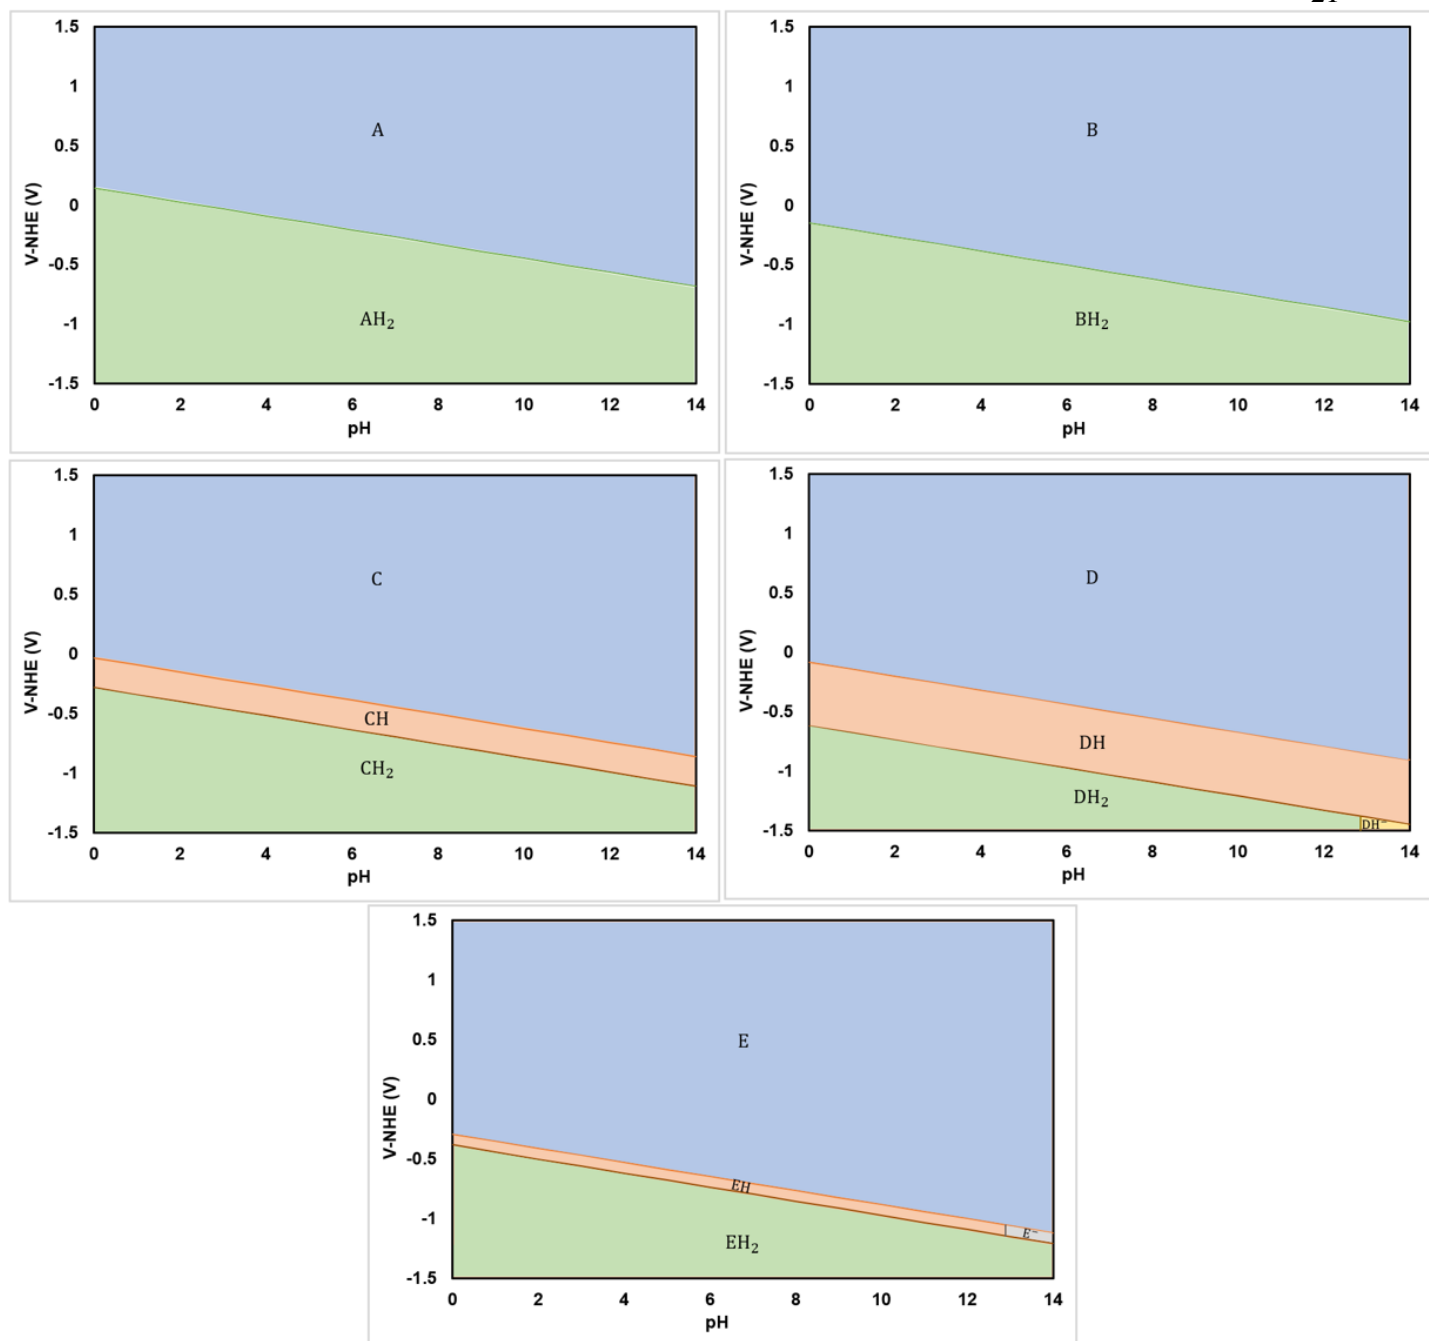 21
1.5 1.5
1 1
A B
0.5 0.5
0 0
V-NHE (V) V-NHE (V)
-0.5 -0.5
AH₂ BH₂
-1 -1
-1.5 -1.5
0 2 4 6 8 10 12 14 0 2 4 6 8 10 12 14
pH pH
1.5 1.5
1 1
C D
0.5 0.5
0 0
V-NHE (V) V-NHE (V)
-0.5 -0.5
CH DH
CH₂ DH₂
-1 -1
DH⁻
-1.5 -1.5
0 2 4 6 8 10 12 14 0 2 4 6 8 10 12 14
pH pH
1.5
1
E
0.5
0
V-NHE (V)
-0.5
EH
-1
E⁻
EH₂
-1.5
0 2 4 6 8 10 12 14
pH